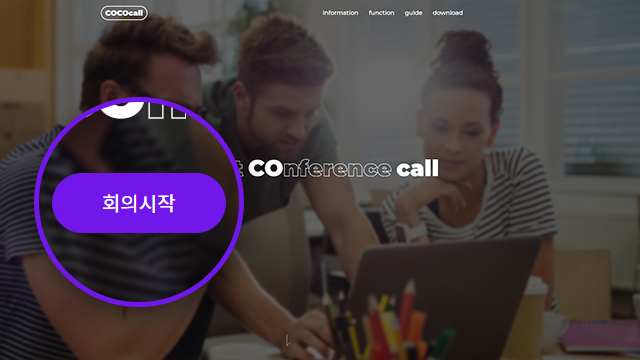 COCOcall
information function guide download
COnference call
회의시작